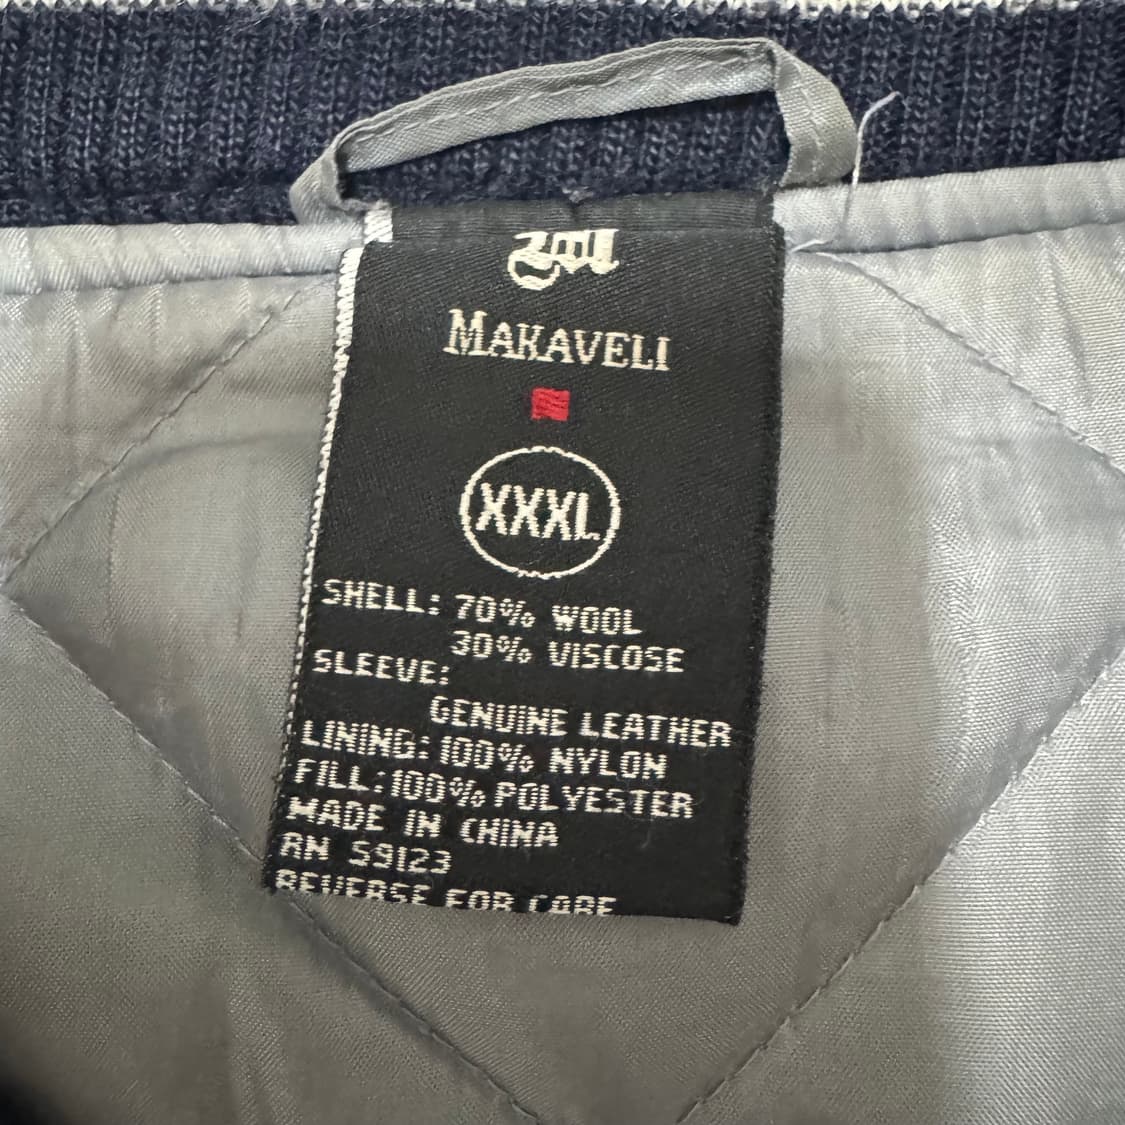 MAKAVELI
XXXL
SHELL: 70% WOOL
30% VISCOSE
SLEEVE:
GENUINE LEATHER
LINING: 100% NYLON
FILL: 100% POLYESTER
MADE IN CHINA
RN 59123
REVERSE FOR CARE